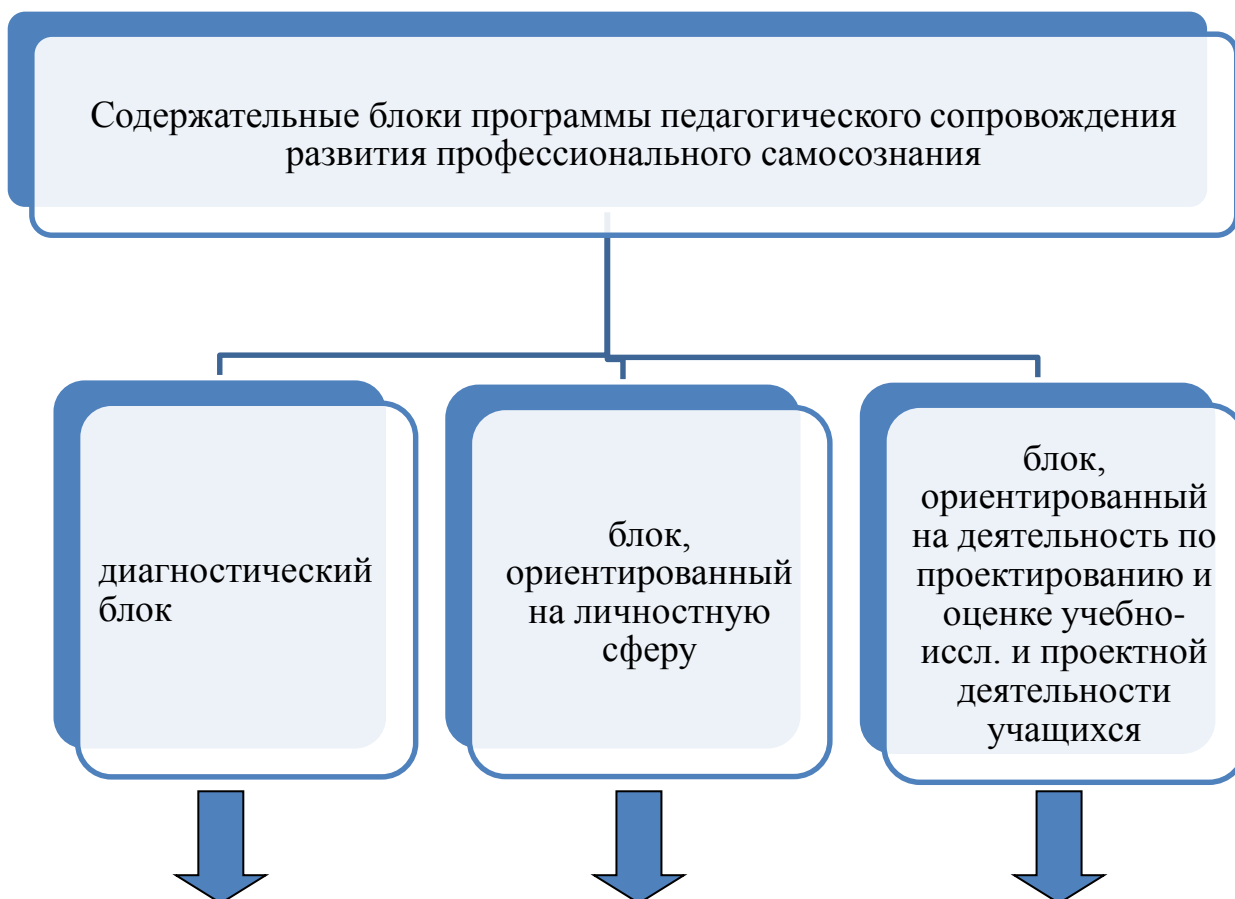 Содержательные блоки программы педагогического сопровождения
развития профессионального самосознания
диагностический
блок
блок,
ориентированный
на личностную
сферу
блок,
ориентированный
на деятельность по
проектированию и
оценке учебно-
иссл. и проектной
деятельности
учащихся